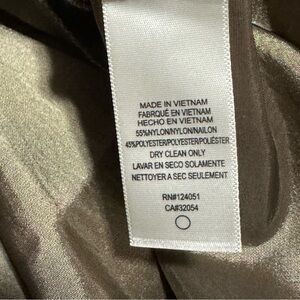 MADE IN VIETNAM
FABRIQUÉ EN VIETNAM
HECHO EN VIETNAM
55%NYLON/NYLON/NAILON
45%POLYESTER/POLYESTER/POLIÉSTER
DRY CLEAN ONLY
LAVAR EN SECO SOLAMENTE
NETTOYER A SEC SEULEMENT
RN#124051
CA#32054